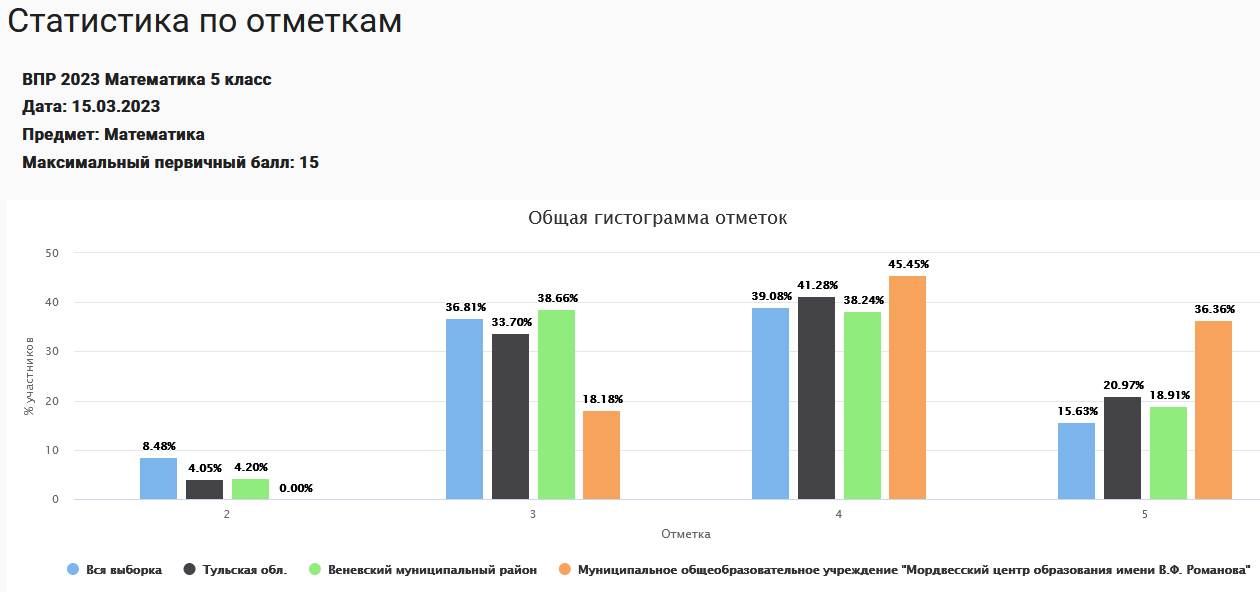 Статистика по отметкам
ВПР 2023 Математика 5 класс
Дата: 15.03.2023
Предмет: Математика
Максимальный первичный балл: 15
Общая гистограмма отметок
% участников
50
40
30
20
10
0
8.48%
4.05%
4.20%
0.00%
36.81%
33.70%
38.66%
18.18%
39.08%
41.28%
38.24%
45.45%
15.63%
20.97%
18.91%
36.36%
2 3 4 5
Отметка
Вся выборка Тульская обл. Веневский муниципальный район Муниципальное общеобразовательное учреждение "Мордвесский центр образования имени В.Ф. Романова"